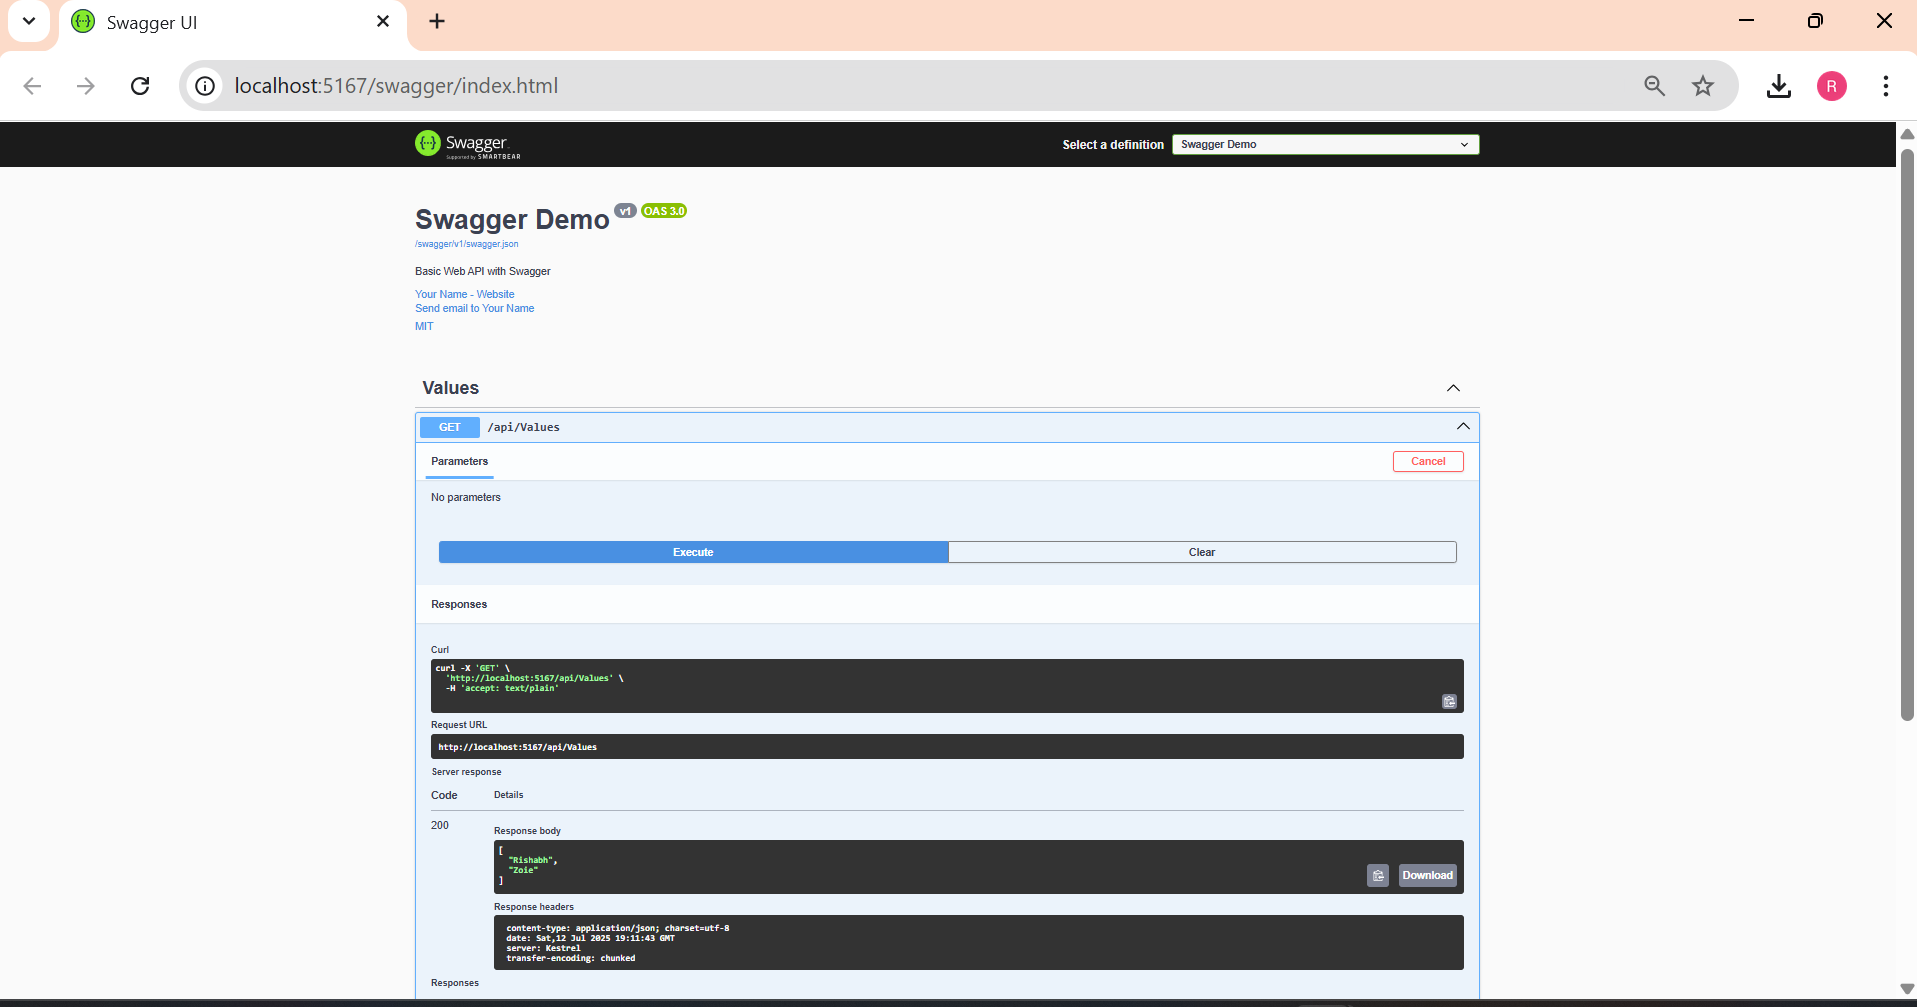 Swagger UI
localhost:5167/swagger/index.html
R
Swagger
Supported by SMARTBEAR
Select a definition
Swagger Demo
Swagger Demo v1 OAS 3.0
/swagger/v1/swagger.json
Basic Web API with Swagger
Your Name - Website
Send email to Your Name
MIT
Values
GET /api/Values
Parameters
Cancel
No parameters
Execute
Clear
Responses
Curl
curl -X 'GET' \
'http://localhost:5167/api/Values' \
-H 'accept: text/plain'
Request URL
http://localhost:5167/api/Values
Server response
Code Details
200
Response body
[
"Rishabh",
"Zoie"
]
Download
Response headers
content-type: application/json; charset=utf-8
date: Sat,12 Jul 2025 19:11:43 GMT
server: Kestrel
transfer-encoding: chunked
Responses